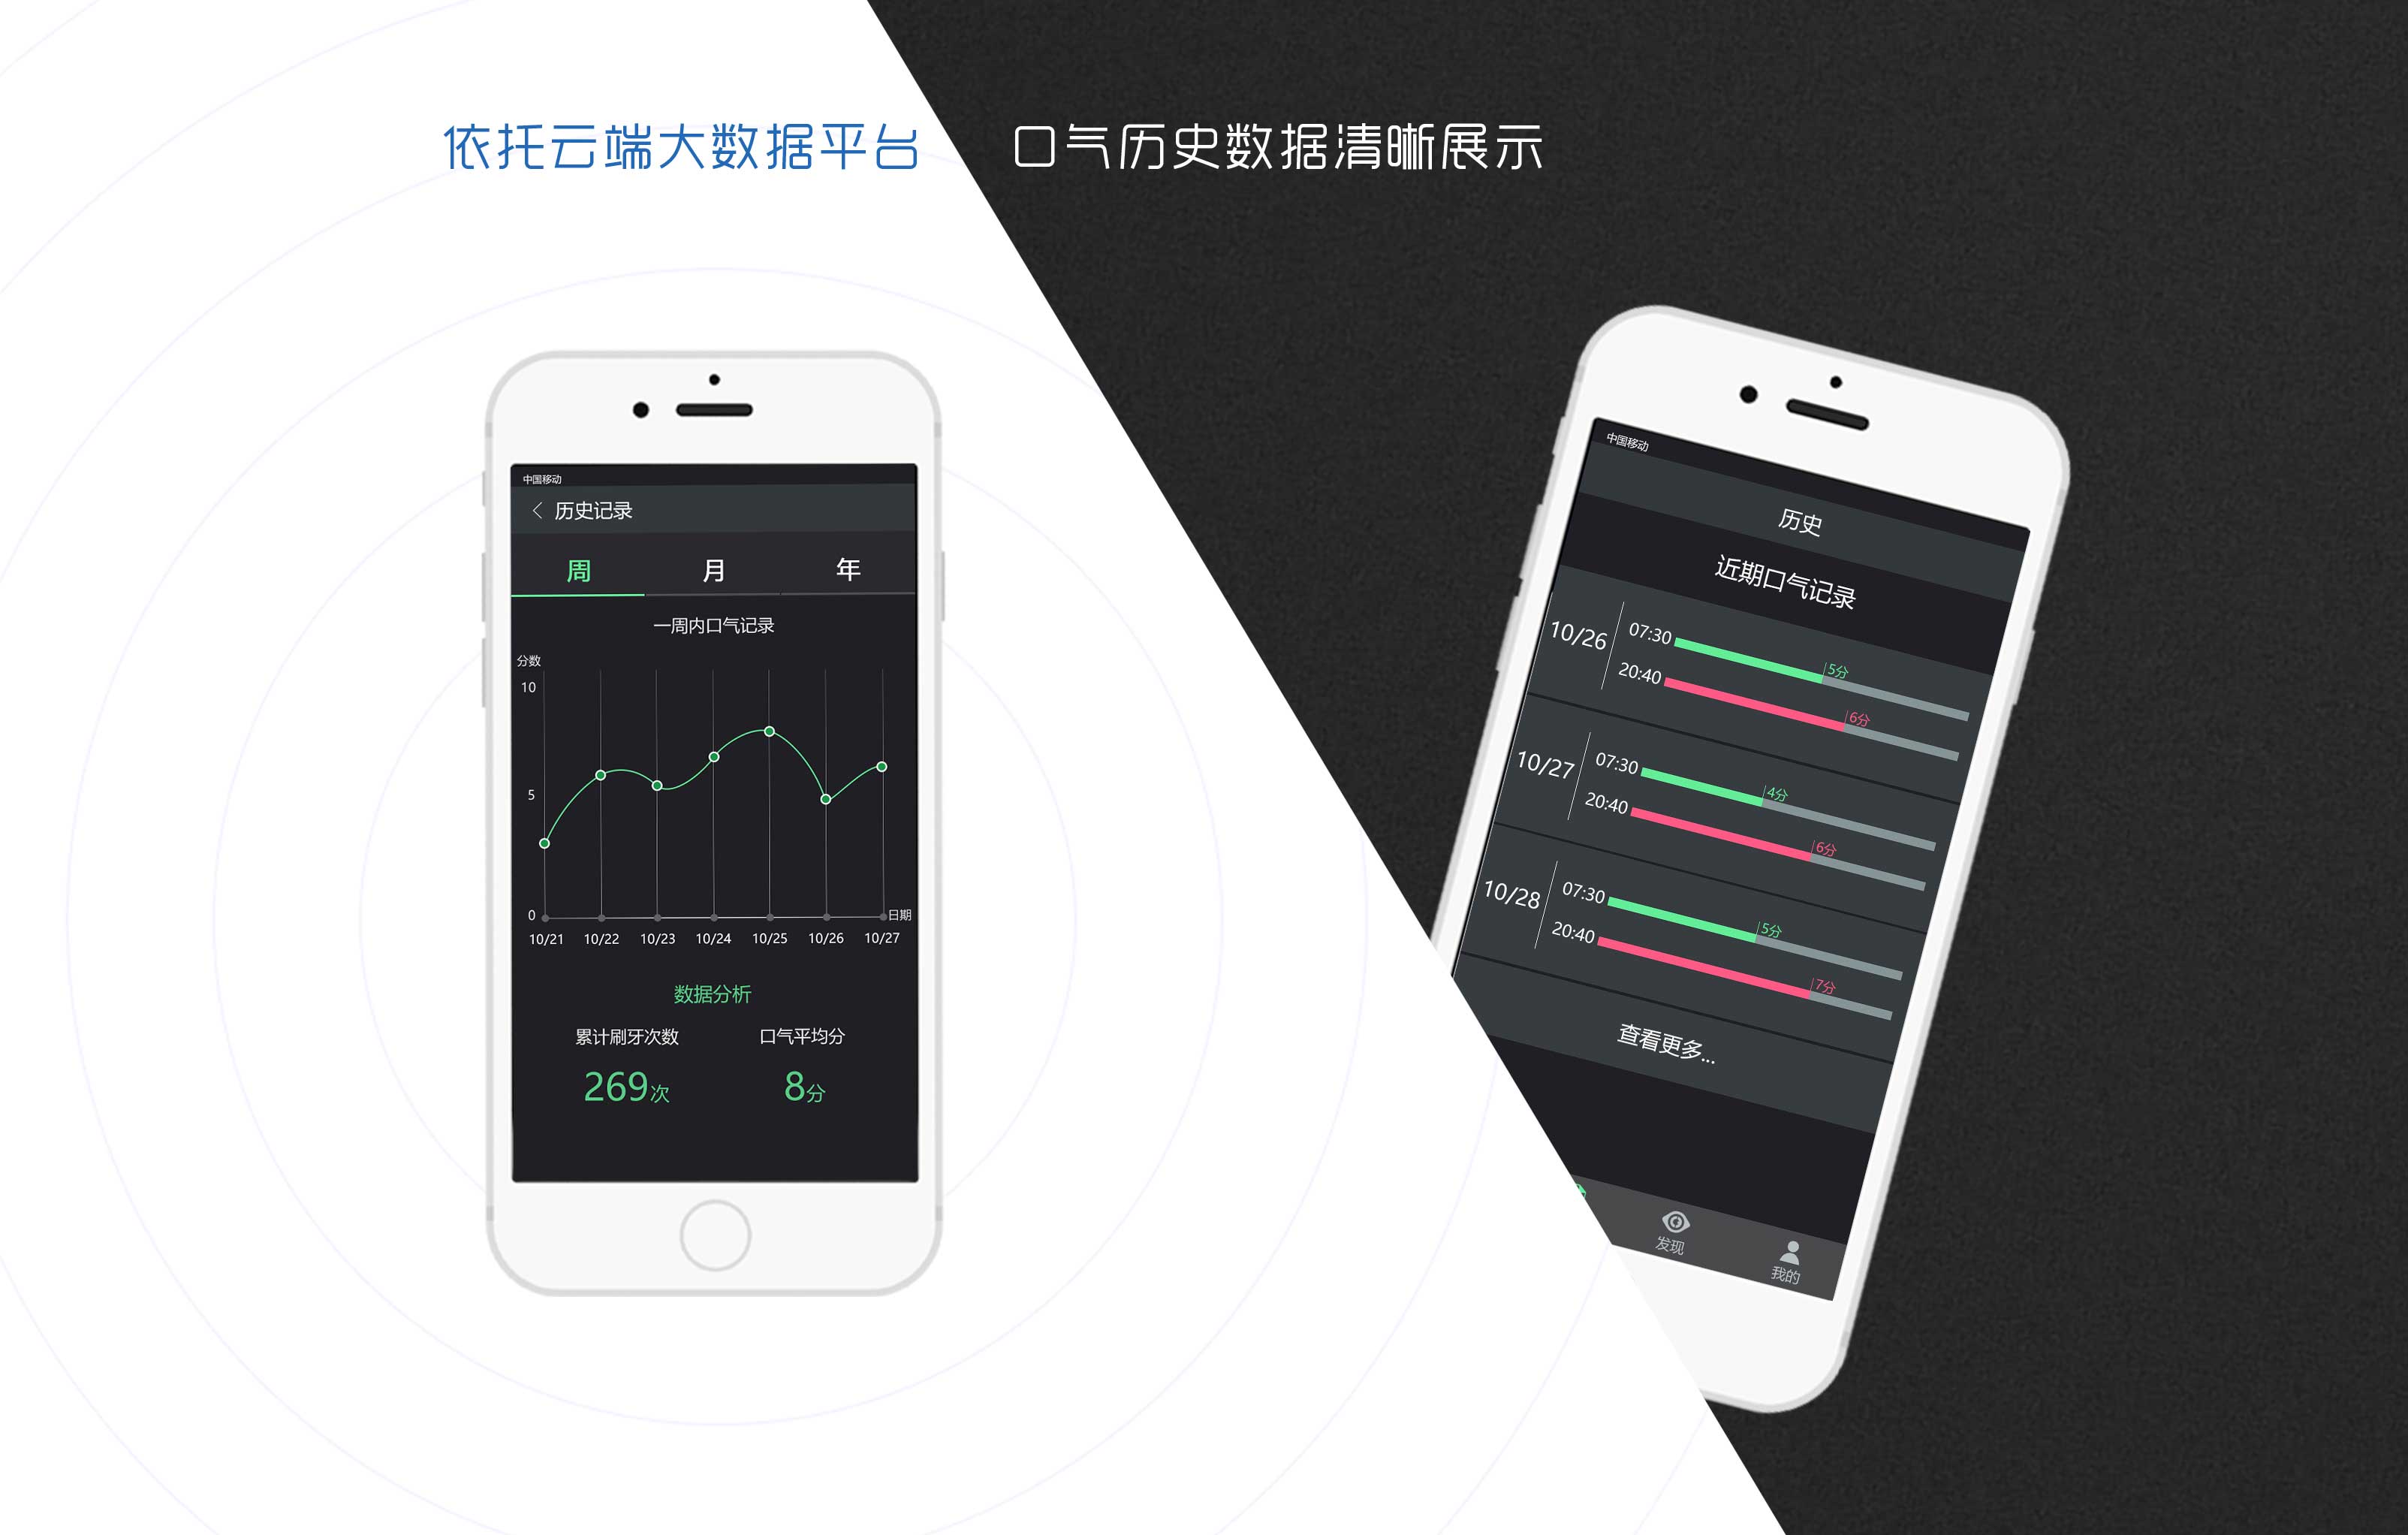 依托云端大数据平台
口气历史数据清晰展示
中国移动
历史记录
周 月 年
一周内口气记录
分数
10
5
0
日期
10/21 10/22 10/23 10/24 10/25 10/26 10/27
数据分析
累计刷牙次数 口气平均分
269次 8分
中国移动
历史
近期口气记录
10/26
07:30 5分
20:40 6分
10/27
07:30 4分
20:40 6分
10/28
07:30 5分
20:40 7分
查看更多...
发现
我的